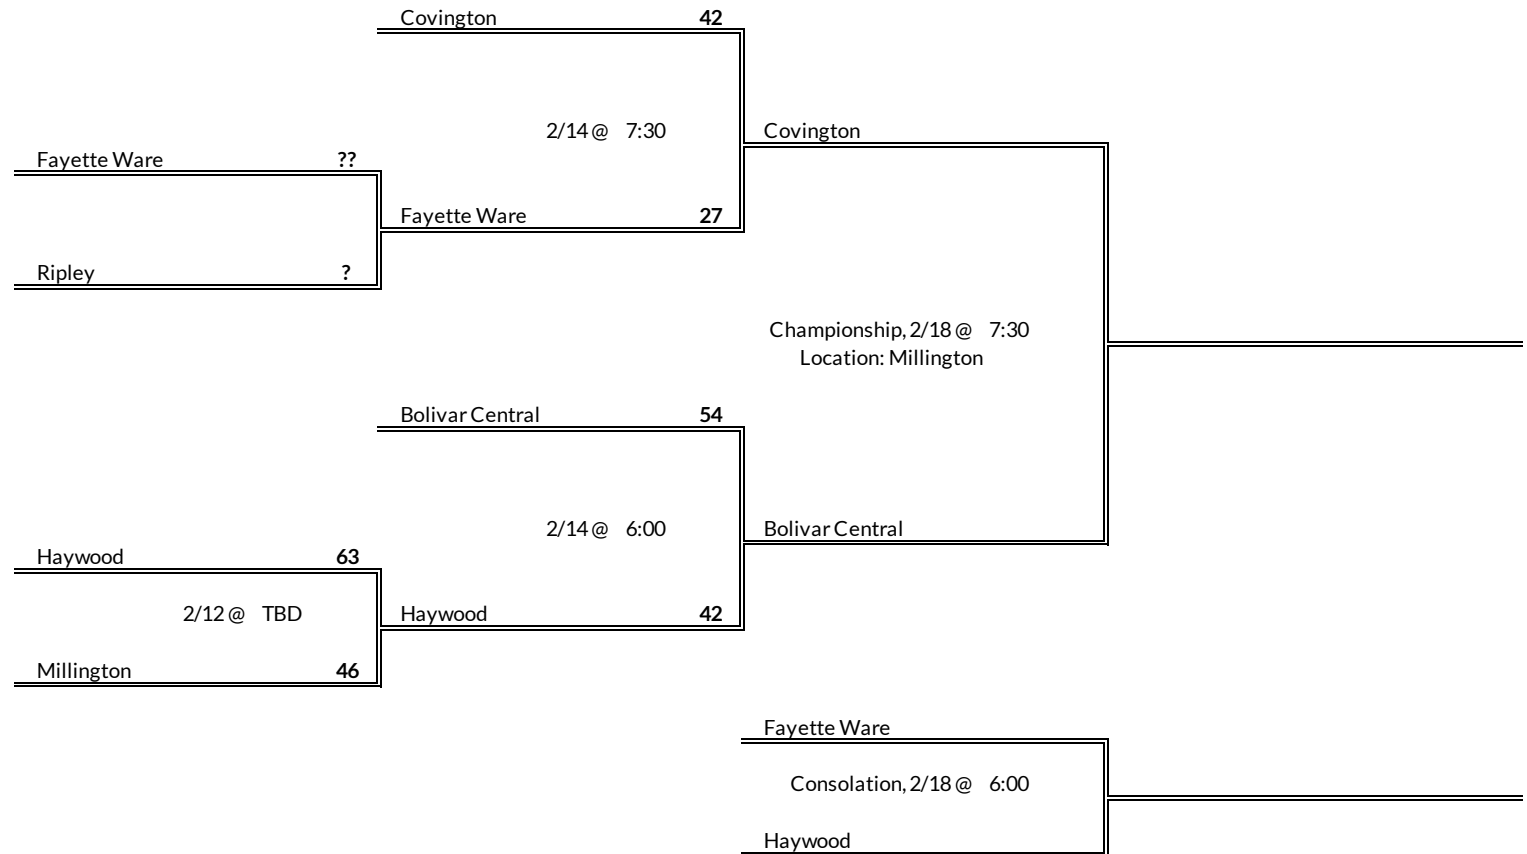 Covington 42
2/14 @ 7:30
Covington
Fayette Ware ??
Fayette Ware 27
Ripley ?
Championship, 2/18 @ 7:30
Location: Millington
Bolivar Central 54
2/14 @ 6:00
Bolivar Central
Haywood 63
2/12 @ TBD
Haywood 42
Millington 46
Fayette Ware
Consolation, 2/18 @ 6:00
Haywood